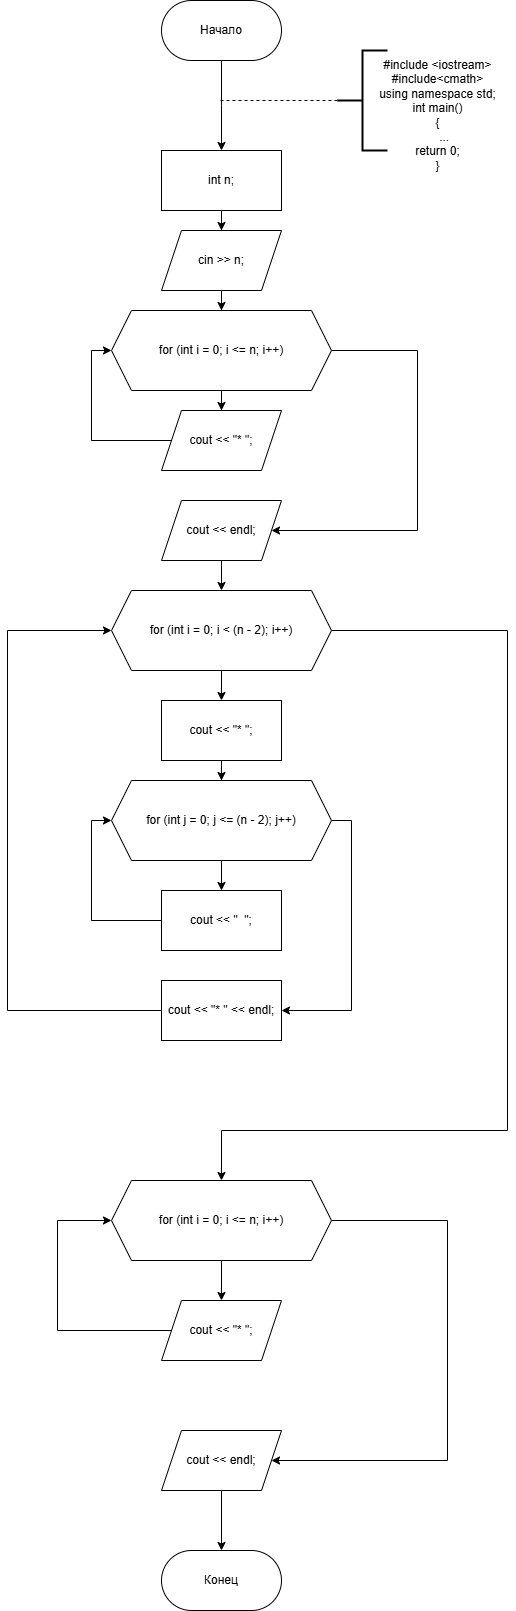 Начало
#include <iostream>
#include<cmath>
using namespace std;
int main()
{
...
return 0;
}
int n;
cin >> n;
for (int i = 0; i <= n; i++)
cout << "* ";
cout << endl;
for (int i = 0; i < (n - 2); i++)
cout << "* ";
for (int j = 0; j <= (n - 2); j++)
cout << "  ";
cout << "* " << endl;
for (int i = 0; i <= n; i++)
cout << "* ";
cout << endl;
Конец